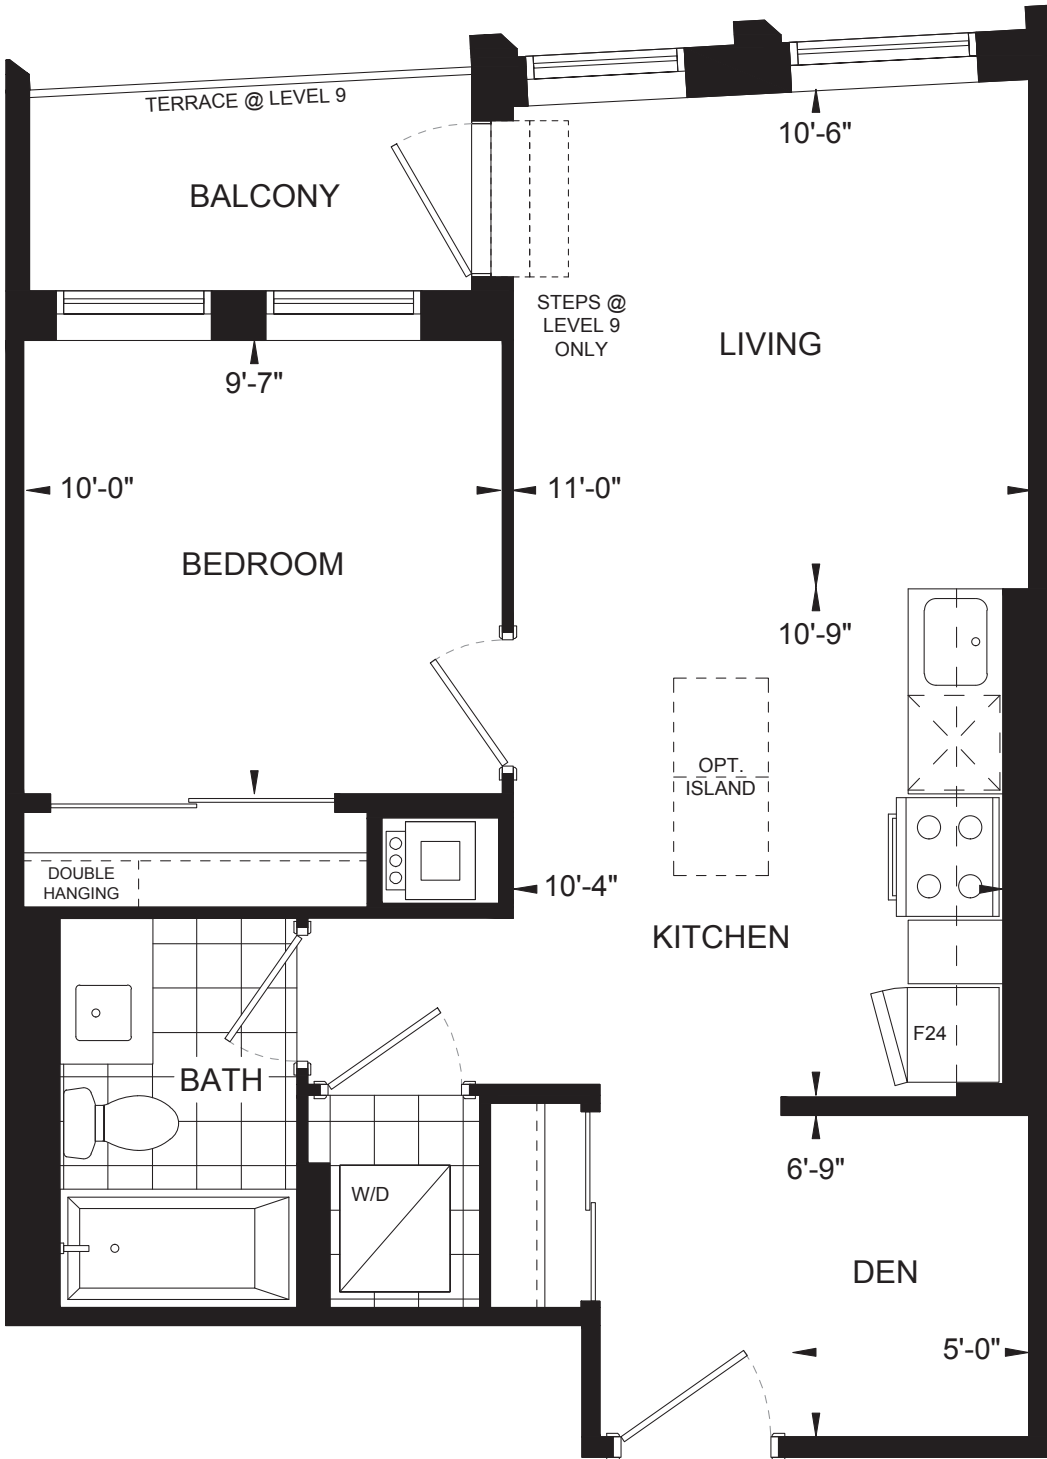 TERRACE @ LEVEL 9
10'-6"
BALCONY
STEPS @
LEVEL 9
ONLY
LIVING
9'-7"
10'-0"
11'-0"
BEDROOM
10'-9"
OPT.
ISLAND
DOUBLE
HANGING
10'-4"
KITCHEN
F24
BATH
6'-9"
W/D
DEN
5'-0"